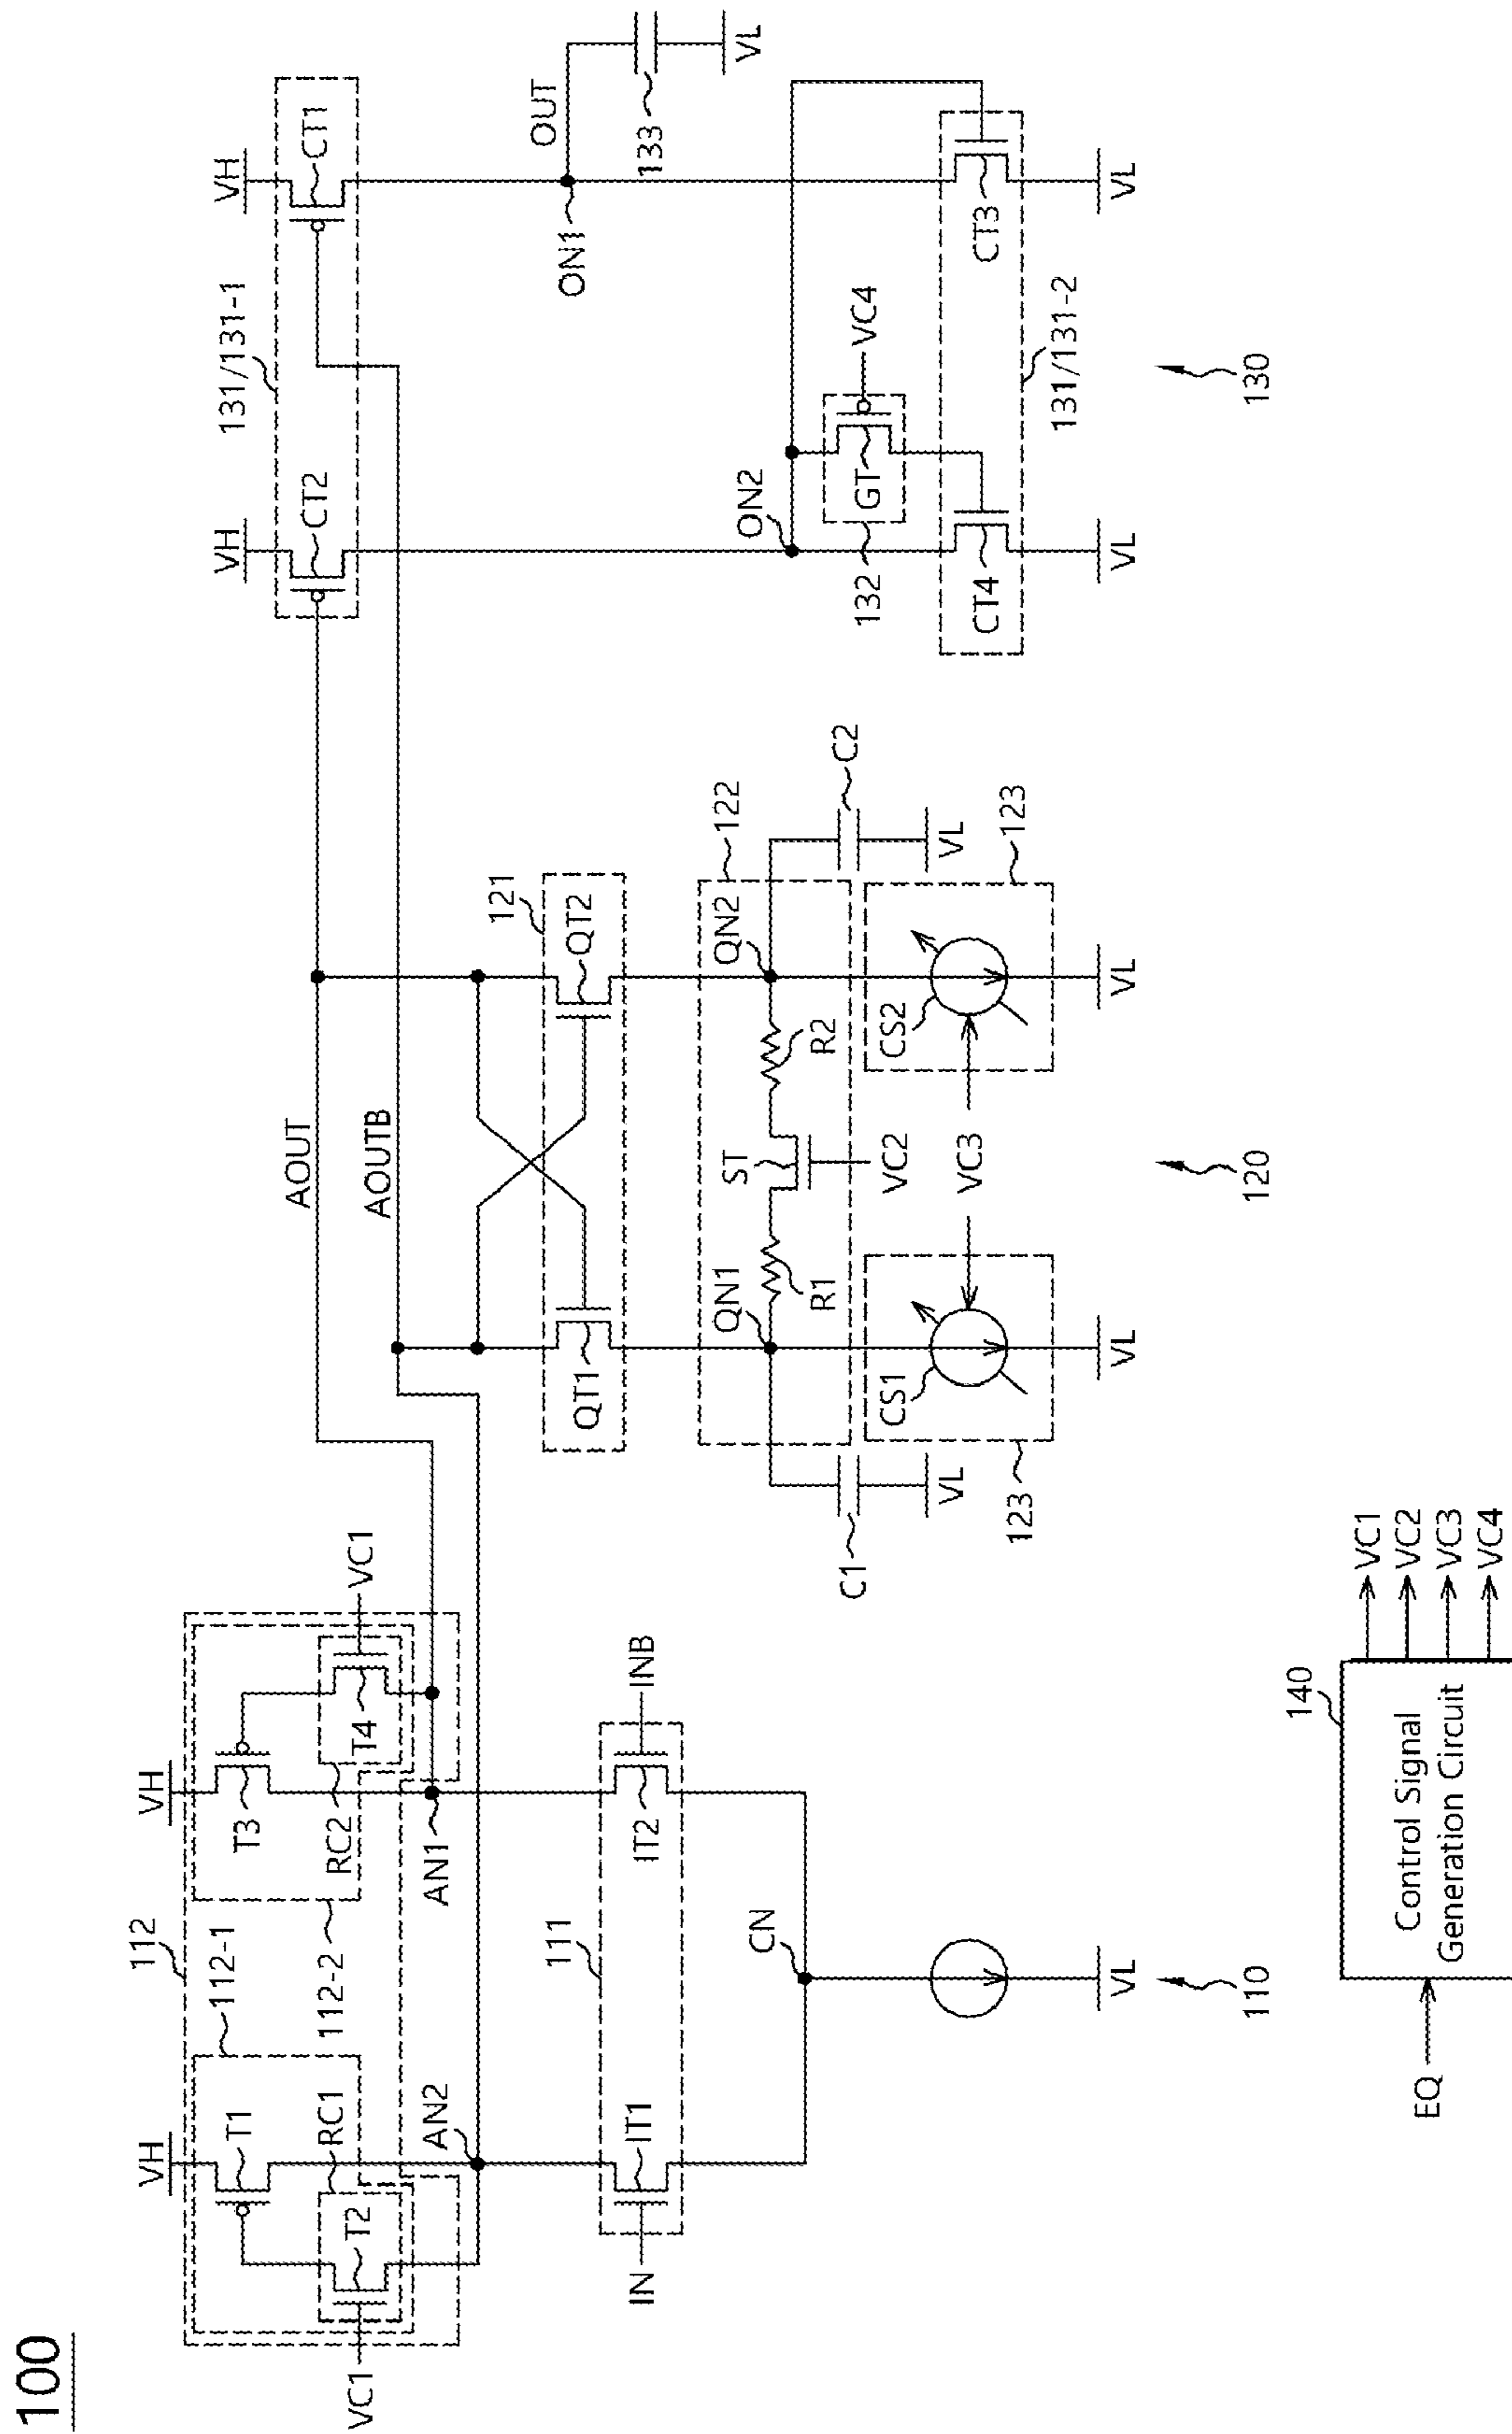 100
112
112-1
112-2
VH
T1
RC1
T2
VC1
VH
T3
RC2
T4
VC1
AN2
AN1
111
IN
IT1
IT2
INB
CN
VL
110
AOUT
AOUTB
121
QT1
QT2
122
QN1
QN2
ST
R1
R2
VC2
C1
VL
C2
VL
CS1
CS2
VC3
123
123
VL
VL
120
131/131-1
VH
CT2
VH
CT1
OUT
ON1
133
VL
ON2
132
GT
VC4
CT4
CT3
131/131-2
VL
VL
130
EQ
140
Control Signal
Generation Circuit
VC1
VC2
VC3
VC4